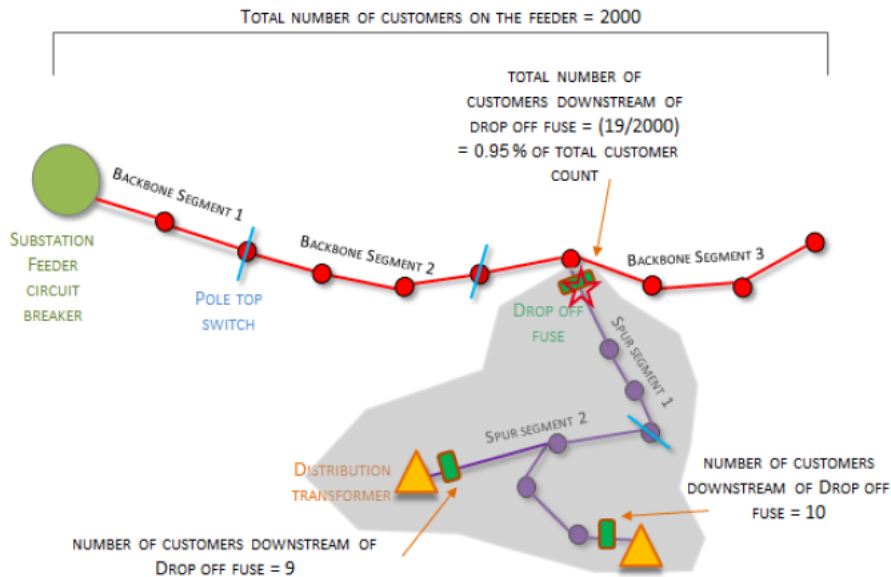 TOTAL NUMBER OF CUSTOMERS ON THE FEEDER = 2000
TOTAL NUMBER OF
CUSTOMERS DOWNSTREAM OF
DROP OFF FUSE = (19/2000)
= 0.95 % OF TOTAL CUSTOMER
COUNT
BACKBONE SEGMENT 1
SUBSTATION
FEEDER
CIRCUIT
BREAKER
POLE TOP
SWITCH
BACKBONE SEGMENT 2
BACKBONE SEGMENT 3
DROP OFF
FUSE
SPUR SEGMENT 1
SPUR SEGMENT 2
DISTRIBUTION
TRANSFORMER
NUMBER OF CUSTOMERS
DOWNSTREAM OF DROP OFF
FUSE = 10
NUMBER OF CUSTOMERS DOWNSTREAM OF
DROP OFF FUSE = 9